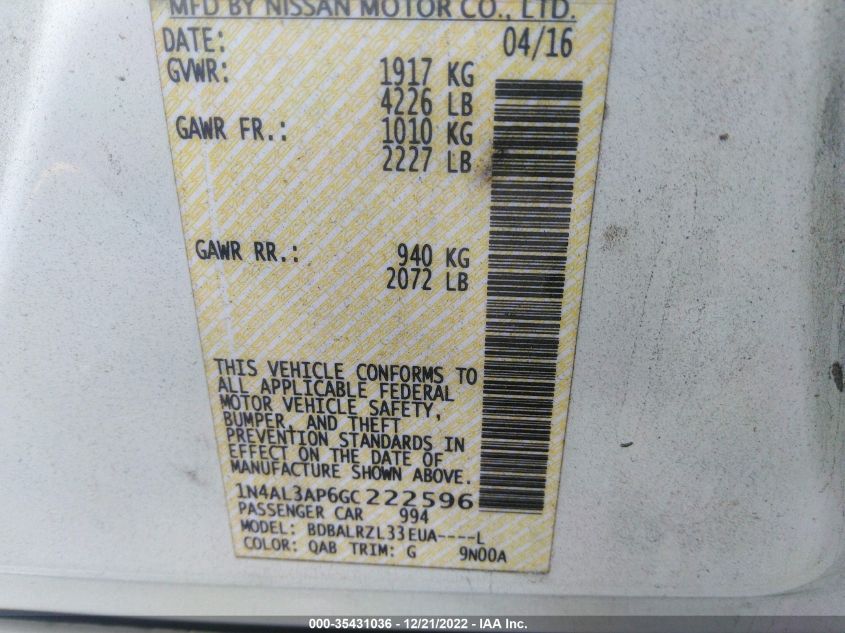 MFD BY NISSAN MOTOR CO., LTD.
DATE: 04/16
GVWR: 1917 KG
4226 LB
GAWR FR.: 1010 KG
2227 LB
GAWR RR.: 940 KG
2072 LB
THIS VEHICLE CONFORMS TO
ALL APPLICABLE FEDERAL
MOTOR VEHICLE SAFETY,
BUMPER, AND THEFT
PREVENTION STANDARDS IN
EFFECT ON THE DATE OF
MANUFACTURE SHOWN ABOVE.
1N4AL3AP6GC222596
PASSENGER CAR 994
MODEL: BDBALRZL33EUA----L
COLOR: QAB TRIM: G 9N00A
000-35431036 - 12/21/2022 - IAA Inc.